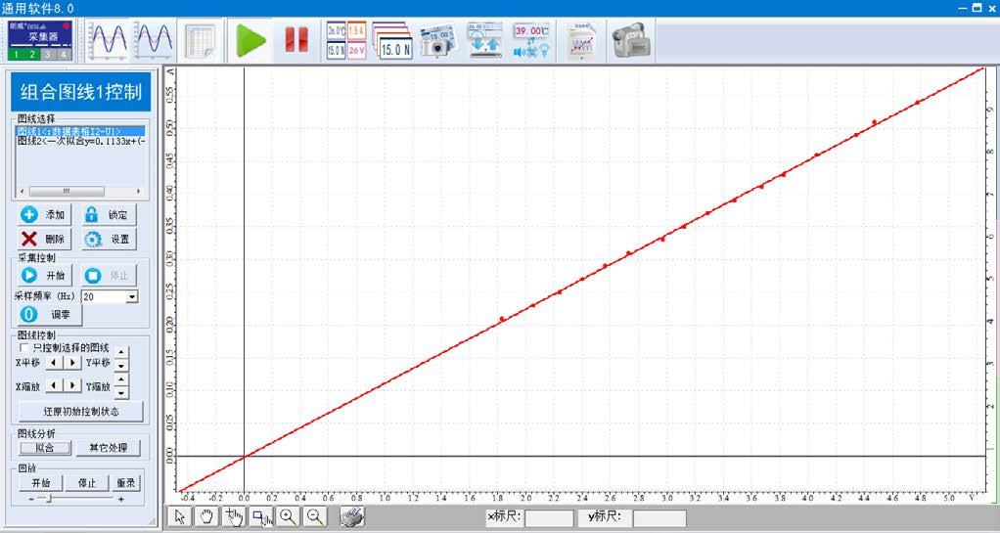 通用软件8.0
朗威®DISLab
采集器
1 2 3 4
26.0℃ 1.5A
15.0N 26V
15.0 N
15 00
39.00℃
组合图线1控制
图线选择
图线1<:数据表格I2-U1>
图线2<一次拟合y=0.1133x+(-
添加
锁定
删除
设置
采集控制
开始
停止
采样频率 (Hz) 20
调零
图线控制
只控制选择的图线
X平移
Y平移
X缩放
Y缩放
还原初始控制状态
图线分析
拟合
其它处理
回放
开始
停止
重录
- +
A
0.55
0.50
0.45
0.40
0.35
0.30
0.25
0.20
0.15
0.10
0.05
0.00
-0.4 -0.2 0.0 0.2 0.4 0.6 0.8 1.0 1.2 1.4 1.6 1.8 2.0 2.2 2.4 2.6 2.8 3.0 3.2 3.4 3.6 3.8 4.0 4.2 4.4 4.6 4.8 5.0 V
9
8
7
6
5
4
3
2
1
x标尺:
y标尺: